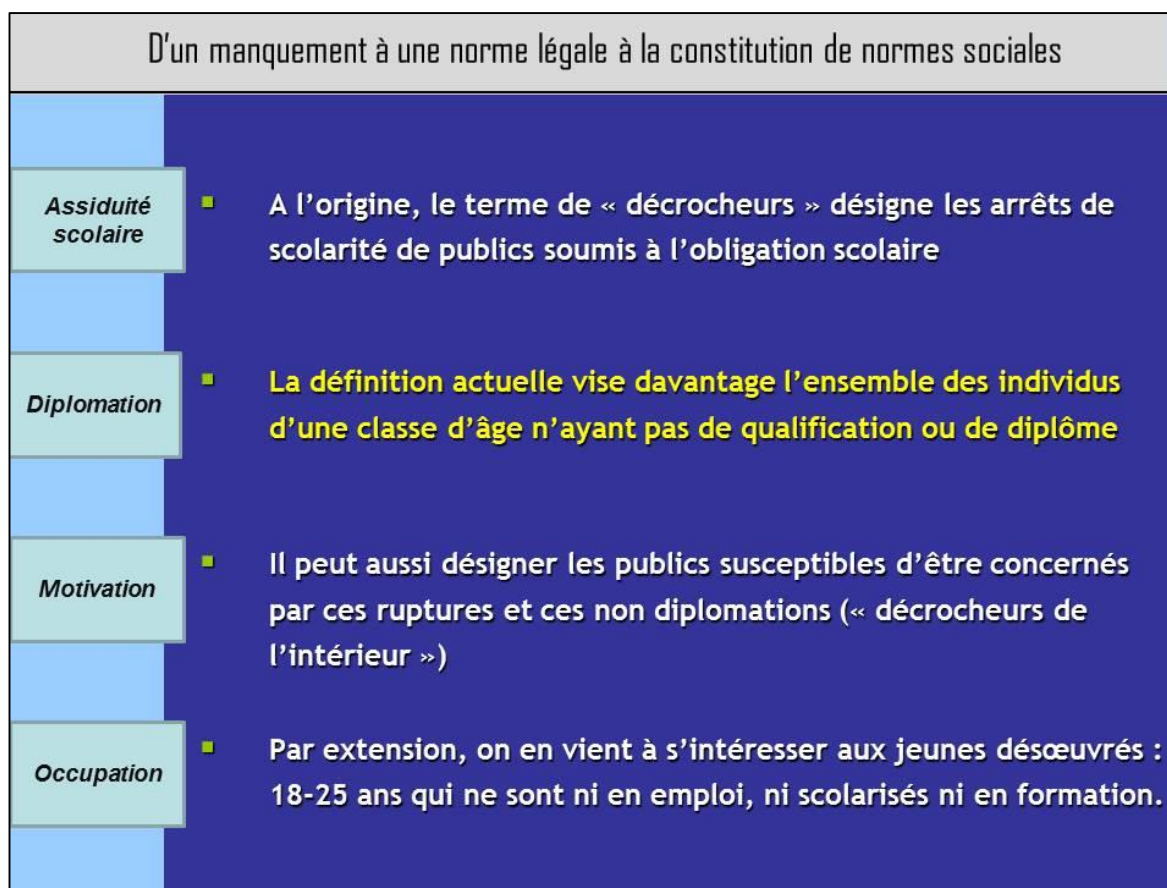 D'un manquement à une norme légale à la constitution de normes sociales
Assiduité
scolaire
A l'origine, le terme de « décrocheurs » désigne les arrêts de
scolarité de publics soumis à l'obligation scolaire
Diplomation
La définition actuelle vise davantage l'ensemble des individus
d'une classe d'âge n'ayant pas de qualification ou de diplôme
Motivation
Il peut aussi désigner les publics susceptibles d'être concernés
par ces ruptures et ces non diplomations (« décrocheurs de
l'intérieur »)
Occupation
Par extension, on en vient à s'intéresser aux jeunes désœuvrés :
18-25 ans qui ne sont ni en emploi, ni scolarisés ni en formation.